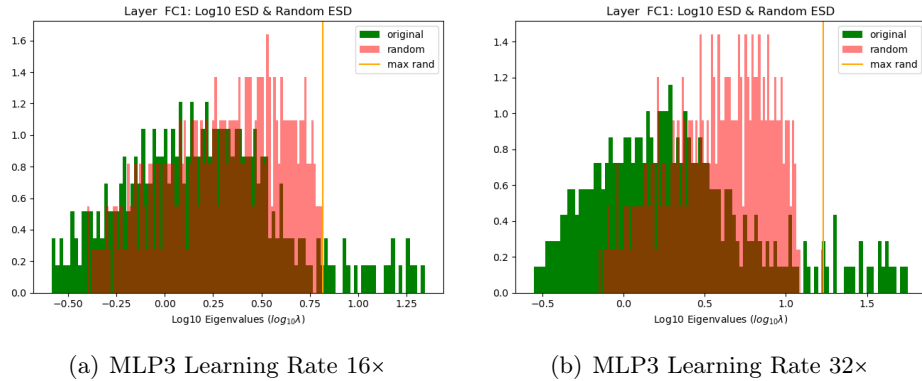 Layer FC1: Log10 ESD & Random ESD
original
random
max rand
1.6
1.4
1.2
1.0
0.8
0.6
0.4
0.2
0.0
−0.50 −0.25 0.00 0.25 0.50 0.75 1.00 1.25
Log10 Eigenvalues (log10λ)
(a) MLP3 Learning Rate 16×
Layer FC1: Log10 ESD & Random ESD
original
random
max rand
1.4
1.2
1.0
0.8
0.6
0.4
0.2
0.0
−0.5 0.0 0.5 1.0 1.5
Log10 Eigenvalues (log10λ)
(b) MLP3 Learning Rate 32×